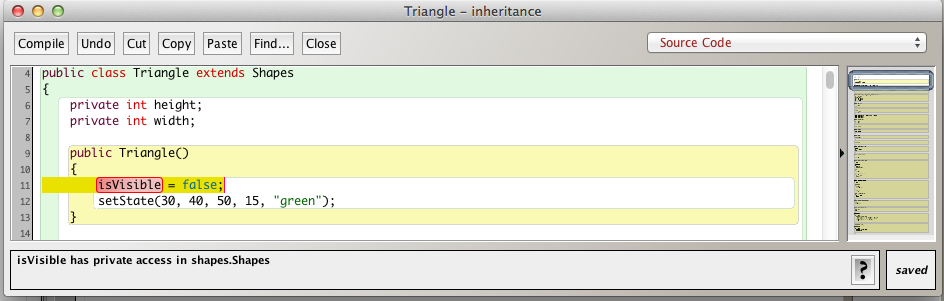 Triangle - inheritance
Compile Undo Cut Copy Paste Find... Close Source Code
4 public class Triangle extends Shapes
5 {
6 private int height;
7 private int width;
8
9 public Triangle()
10 {
11 isVisible = false;
12 setState(30, 40, 50, 15, "green");
13 }
14
isVisible has private access in shapes.Shapes
? saved